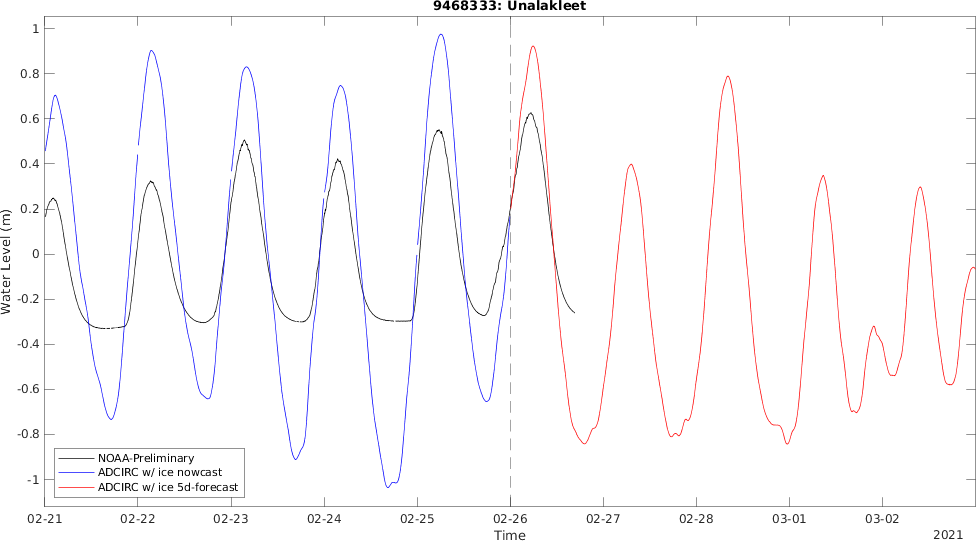 9468333: Unalakleet
1
0.8
0.6
0.4
0.2
0
-0.2
-0.4
-0.6
-0.8
-1
Water Level (m)
NOAA-Preliminary
ADCIRC w/ ice nowcast
ADCIRC w/ ice 5d-forecast
02-21 02-22 02-23 02-24 02-25 02-26 02-27 02-28 03-01 03-02
Time
2021